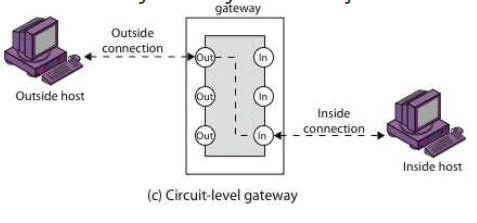 gateway
Outside
connection
Out
In
Outside host
Out
In
Inside
connection
Out
In
Inside host
(c) Circuit-level gateway